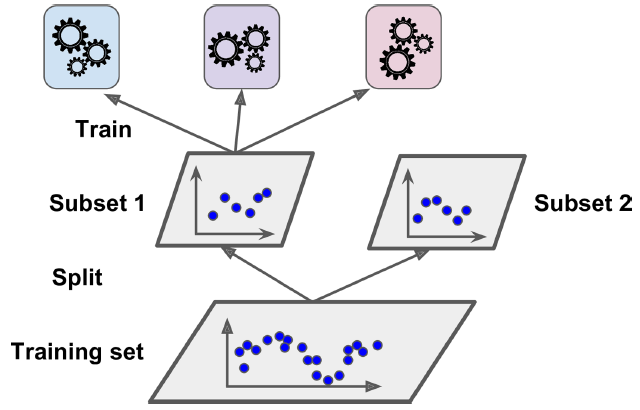 Train
Subset 1
Subset 2
Split
Training set